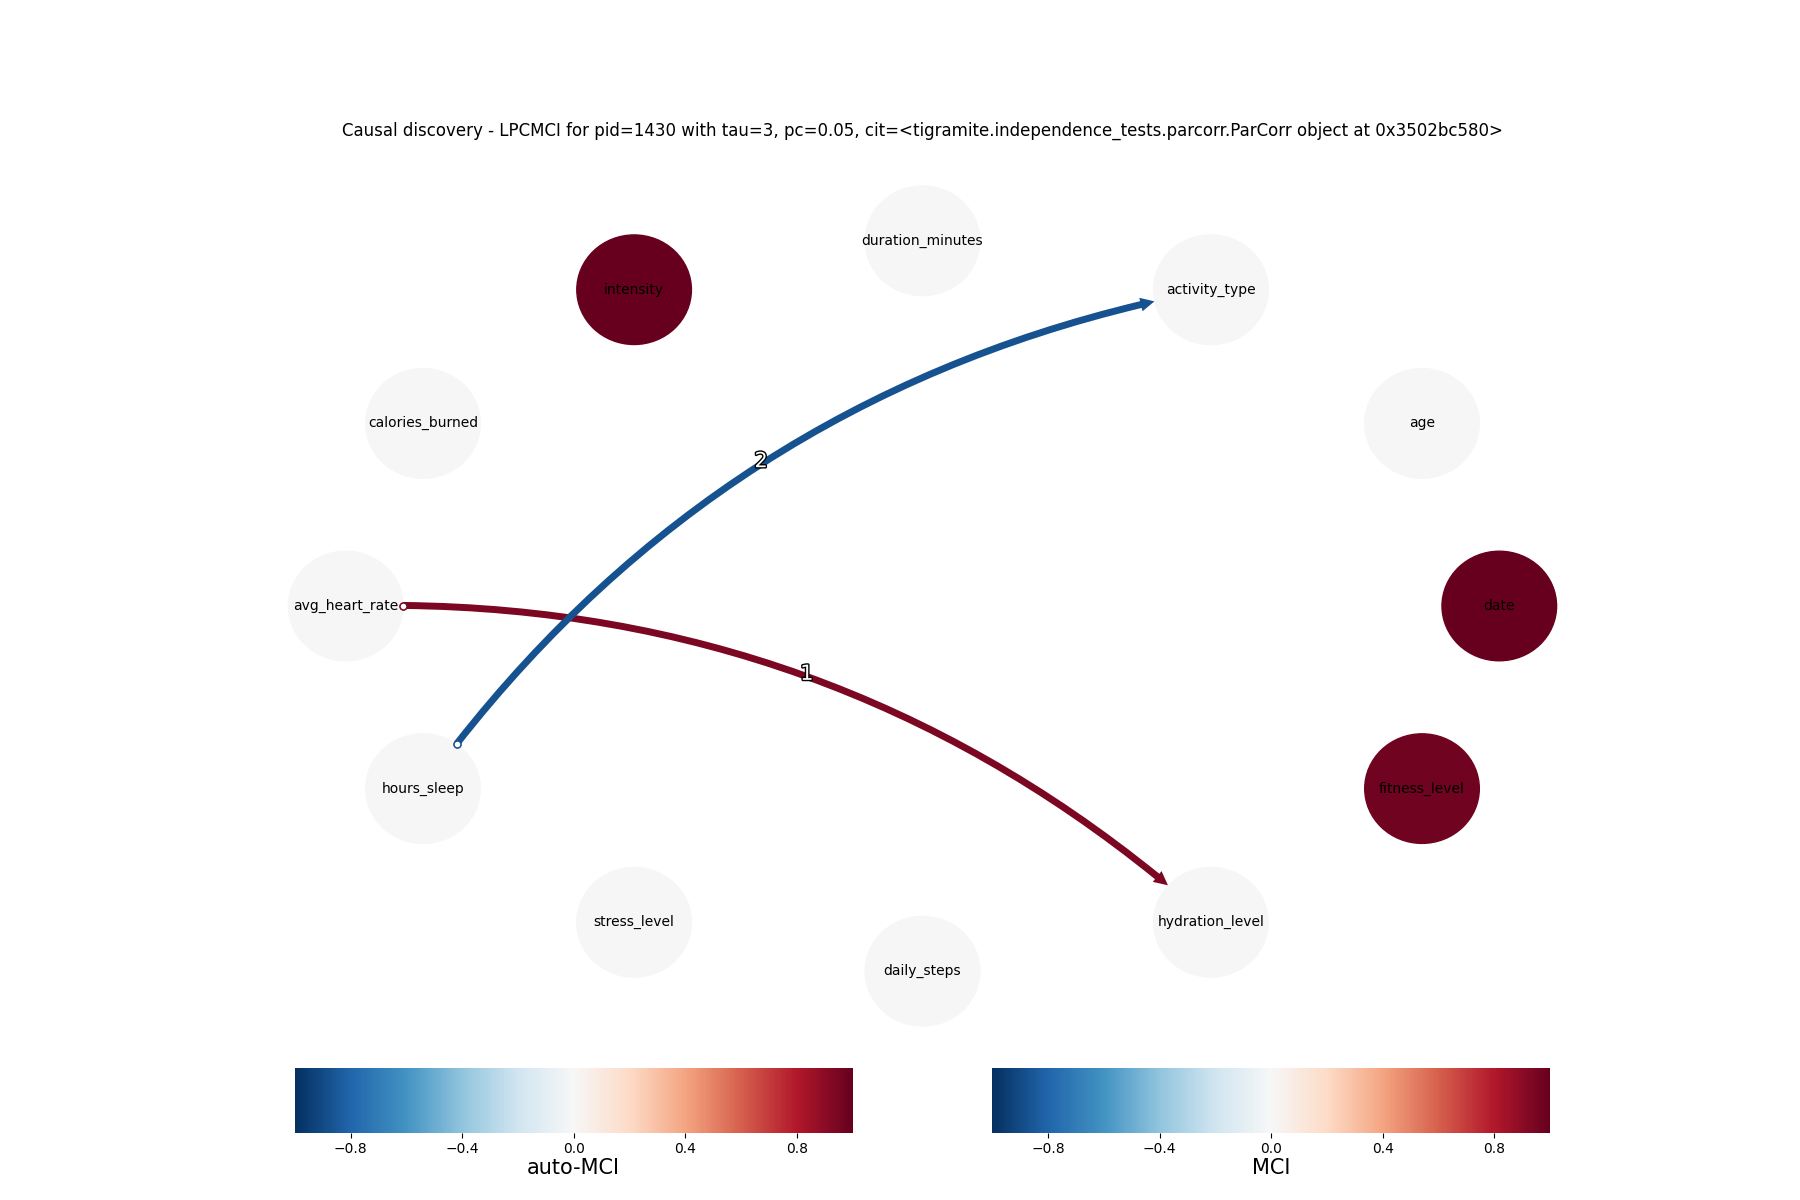 Causal discovery - LPCMCI for pid=1430 with tau=3, pc=0.05, cit=<tigramite.independence_tests.parcorr.ParCorr object at 0x3502bc580>
duration_minutes
intensity
activity_type
calories_burned
age
2
avg_heart_rate
date
1
hours_sleep
fitness_level
stress_level
hydration_level
daily_steps
−0.8 −0.4 0.0 0.4 0.8
auto-MCI
−0.8 −0.4 0.0 0.4 0.8
MCI